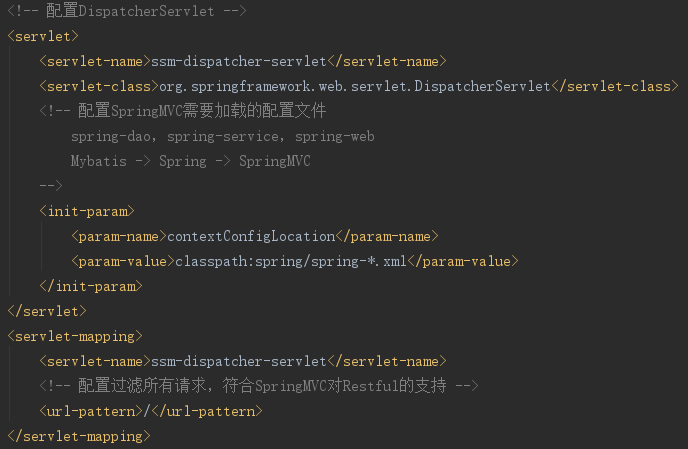 <!-- 配置DispatcherServlet -->
<servlet>
    <servlet-name>ssm-dispatcher-servlet</servlet-name>
    <servlet-class>org.springframework.web.servlet.DispatcherServlet</servlet-class>
    <!-- 配置SpringMVC需要加载的配置文件
        spring-dao, spring-service, spring-web
        Mybatis -> Spring -> SpringMVC
    -->
    <init-param>
        <param-name>contextConfigLocation</param-name>
        <param-value>classpath:spring/spring-*.xml</param-value>
    </init-param>
</servlet>
<servlet-mapping>
    <servlet-name>ssm-dispatcher-servlet</servlet-name>
    <!-- 配置过滤所有请求, 符合SpringMVC对Restful的支持 -->
    <url-pattern>/</url-pattern>
</servlet-mapping>